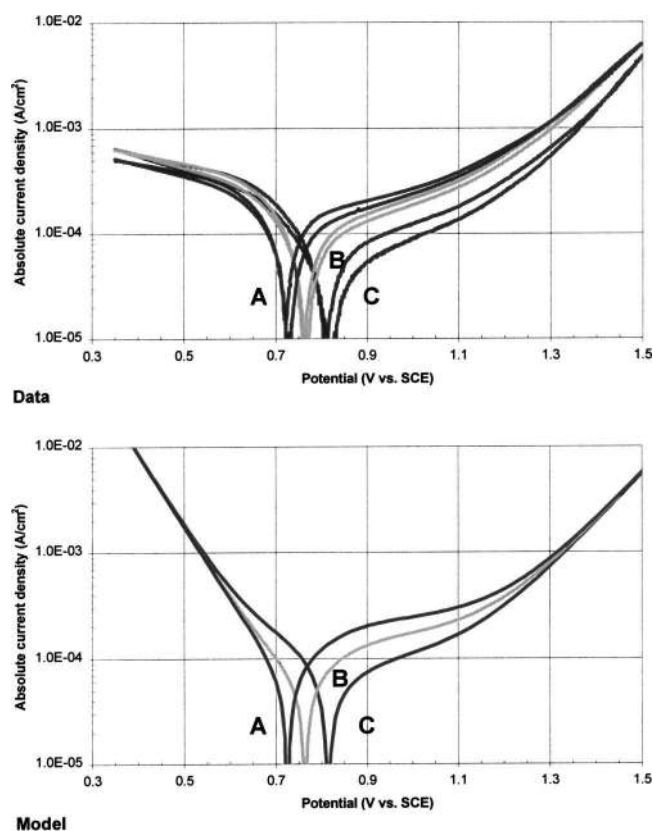 1.0E-02
1.0E-03
1.0E-04
1.0E-05
Absolute current density (A/cm²)
A
B
C
0.3 0.5 0.7 0.9 1.1 1.3 1.5
Potential (V vs. SCE)
Data
1.0E-02
1.0E-03
1.0E-04
1.0E-05
Absolute current density (A/cm²)
A
B
C
0.3 0.5 0.7 0.9 1.1 1.3 1.5
Potential (V vs. SCE)
Model